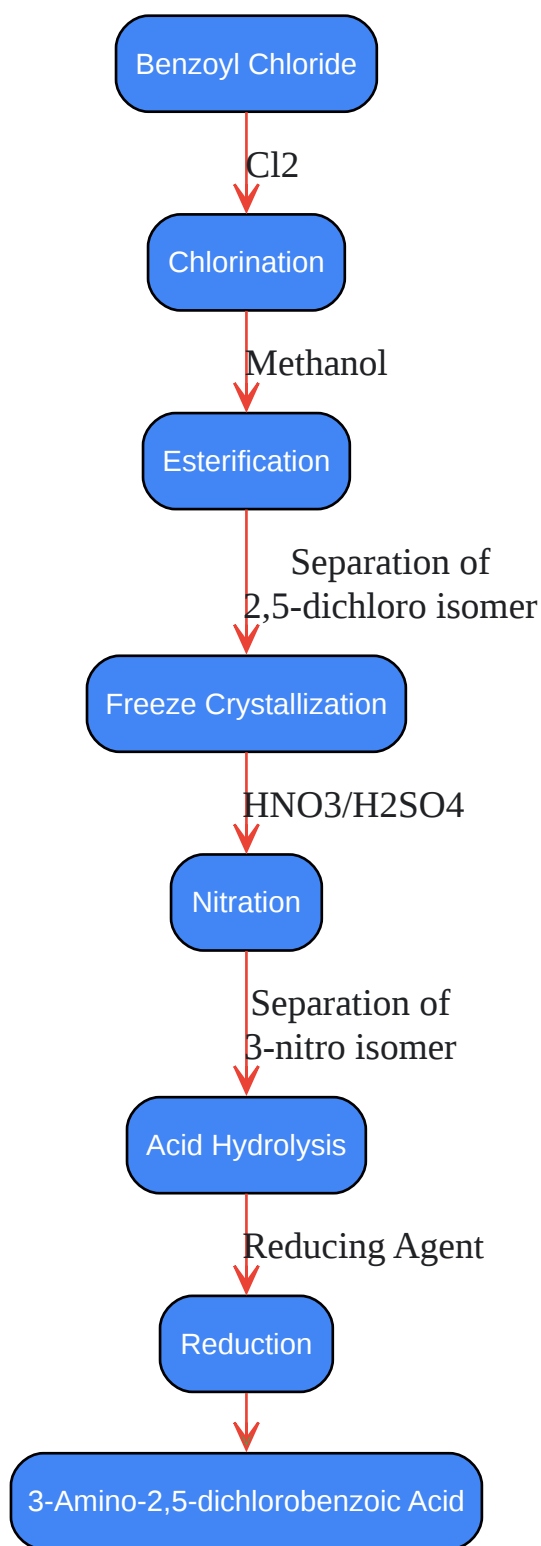 Benzoyl Chloride
Cl2
Chlorination
Methanol
Esterification
Separation of
2,5-dichloro isomer
Freeze Crystallization
HNO3/H2SO4
Nitration
Separation of
3-nitro isomer
Acid Hydrolysis
Reducing Agent
Reduction
3-Amino-2,5-dichlorobenzoic Acid